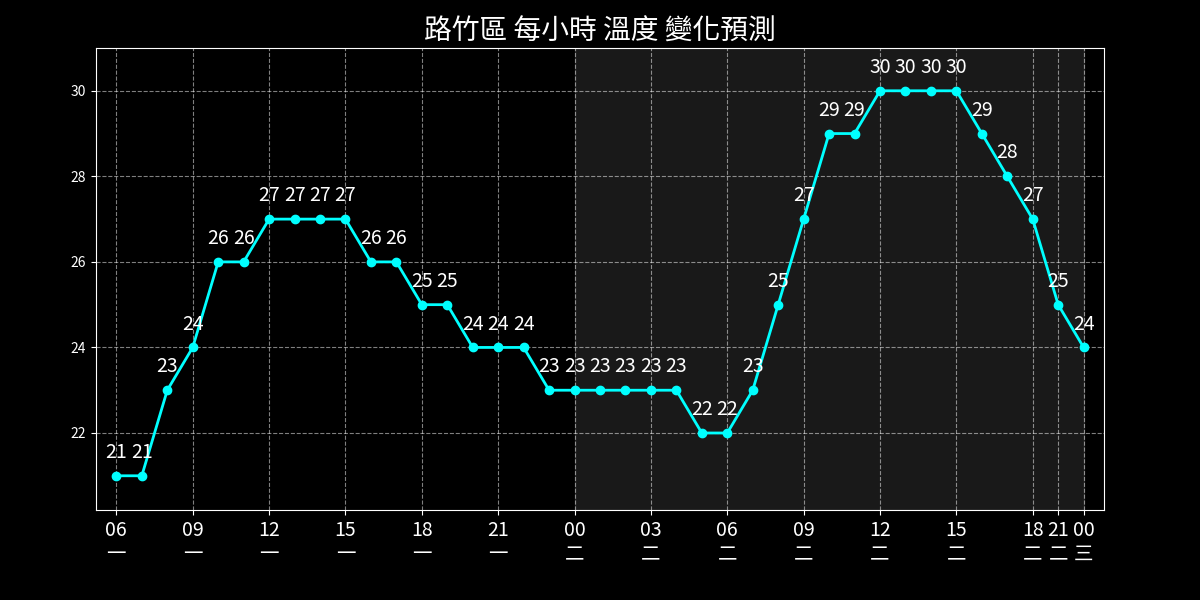 路竹區 每小時 溫度 變化預測
30 30 30 30
30
29 29 29
28
28
27 27 27 27 27 27
26 26 26 26
26
25 25 25 25
24 24 24 24 24
24
23 23 23 23 23 23 23 23
22 22
22
21 21
06 09 12 15 18 21 00 03 06 09 12 15 18 21 00
一 一 一 一 一 一 二 二 二 二 二 二 二 二 三